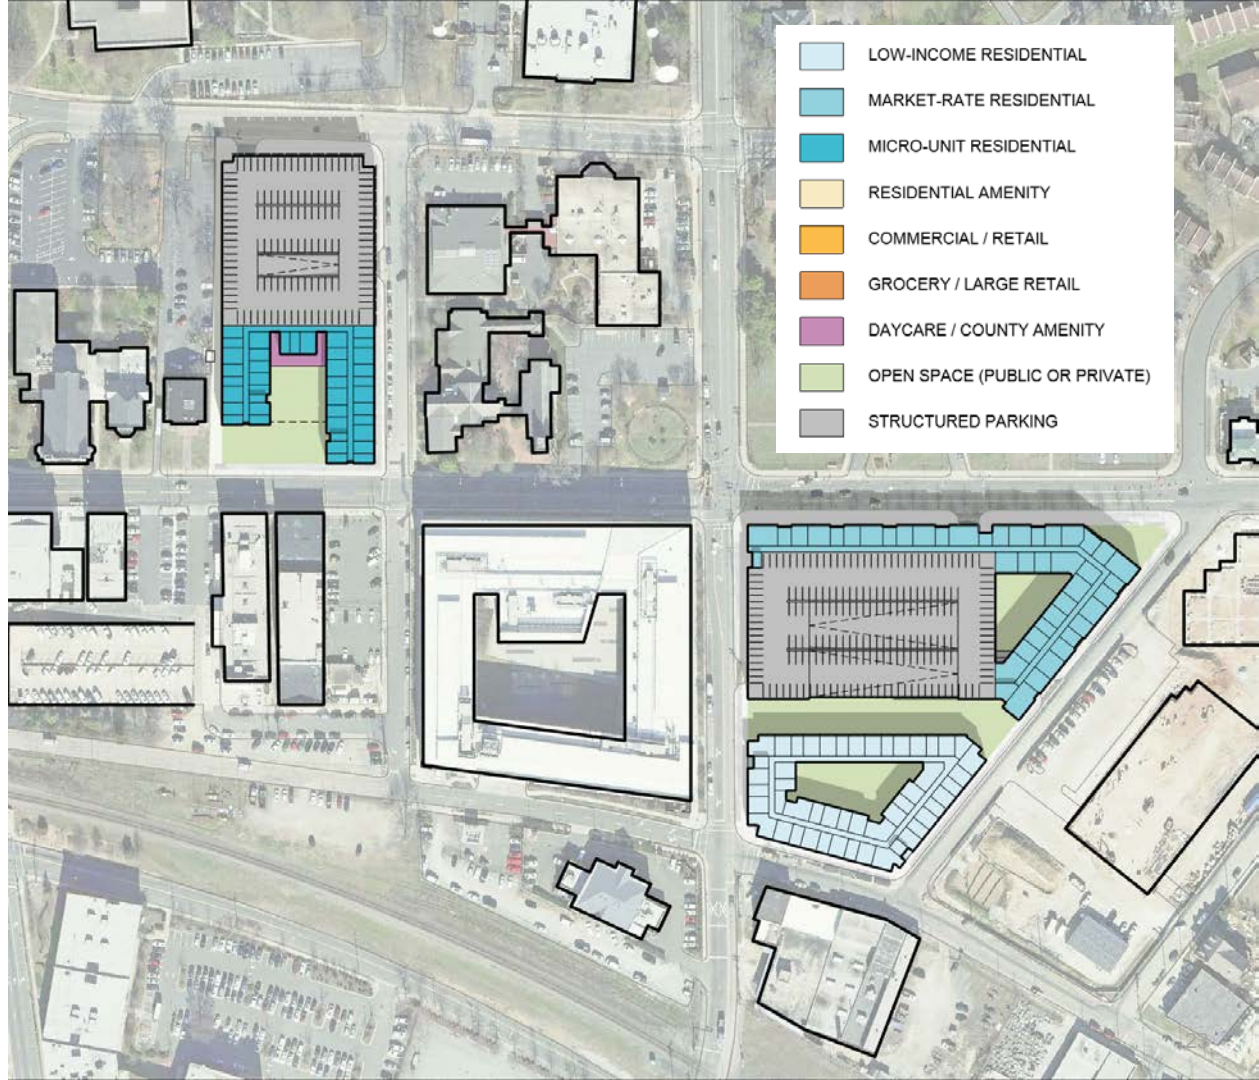 LOW-INCOME RESIDENTIAL
MARKET-RATE RESIDENTIAL
MICRO-UNIT RESIDENTIAL
RESIDENTIAL AMENITY
COMMERCIAL / RETAIL
GROCERY / LARGE RETAIL
DAYCARE / COUNTY AMENITY
OPEN SPACE (PUBLIC OR PRIVATE)
STRUCTURED PARKING